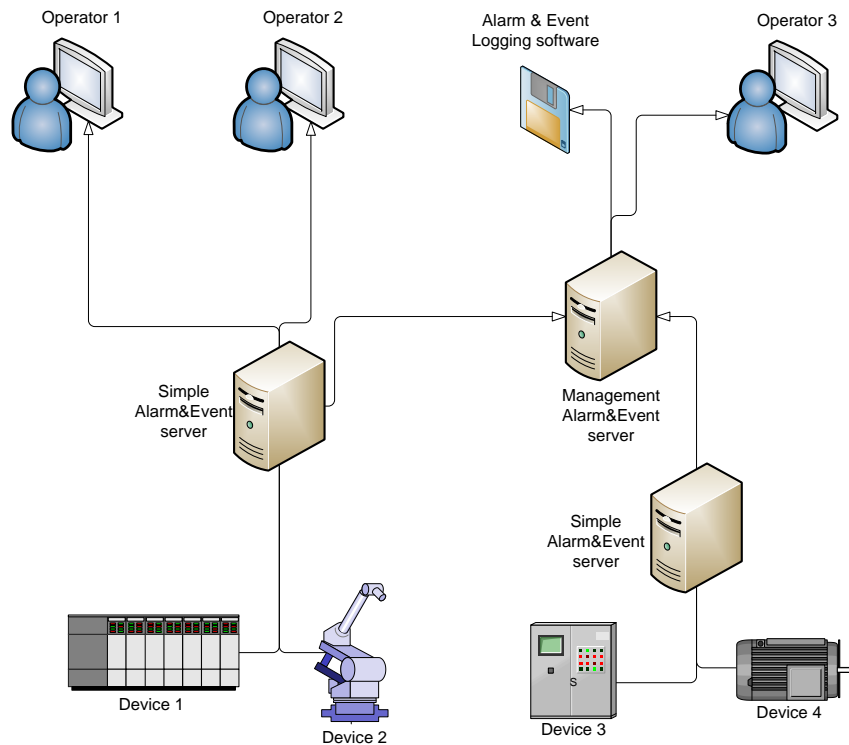 Operator 1
Operator 2
Alarm & Event
Logging software
Operator 3
Simple
Alarm&Event
server
Management
Alarm&Event
server
Simple
Alarm&Event
server
Device 1
Device 2
S
Device 3
Device 4